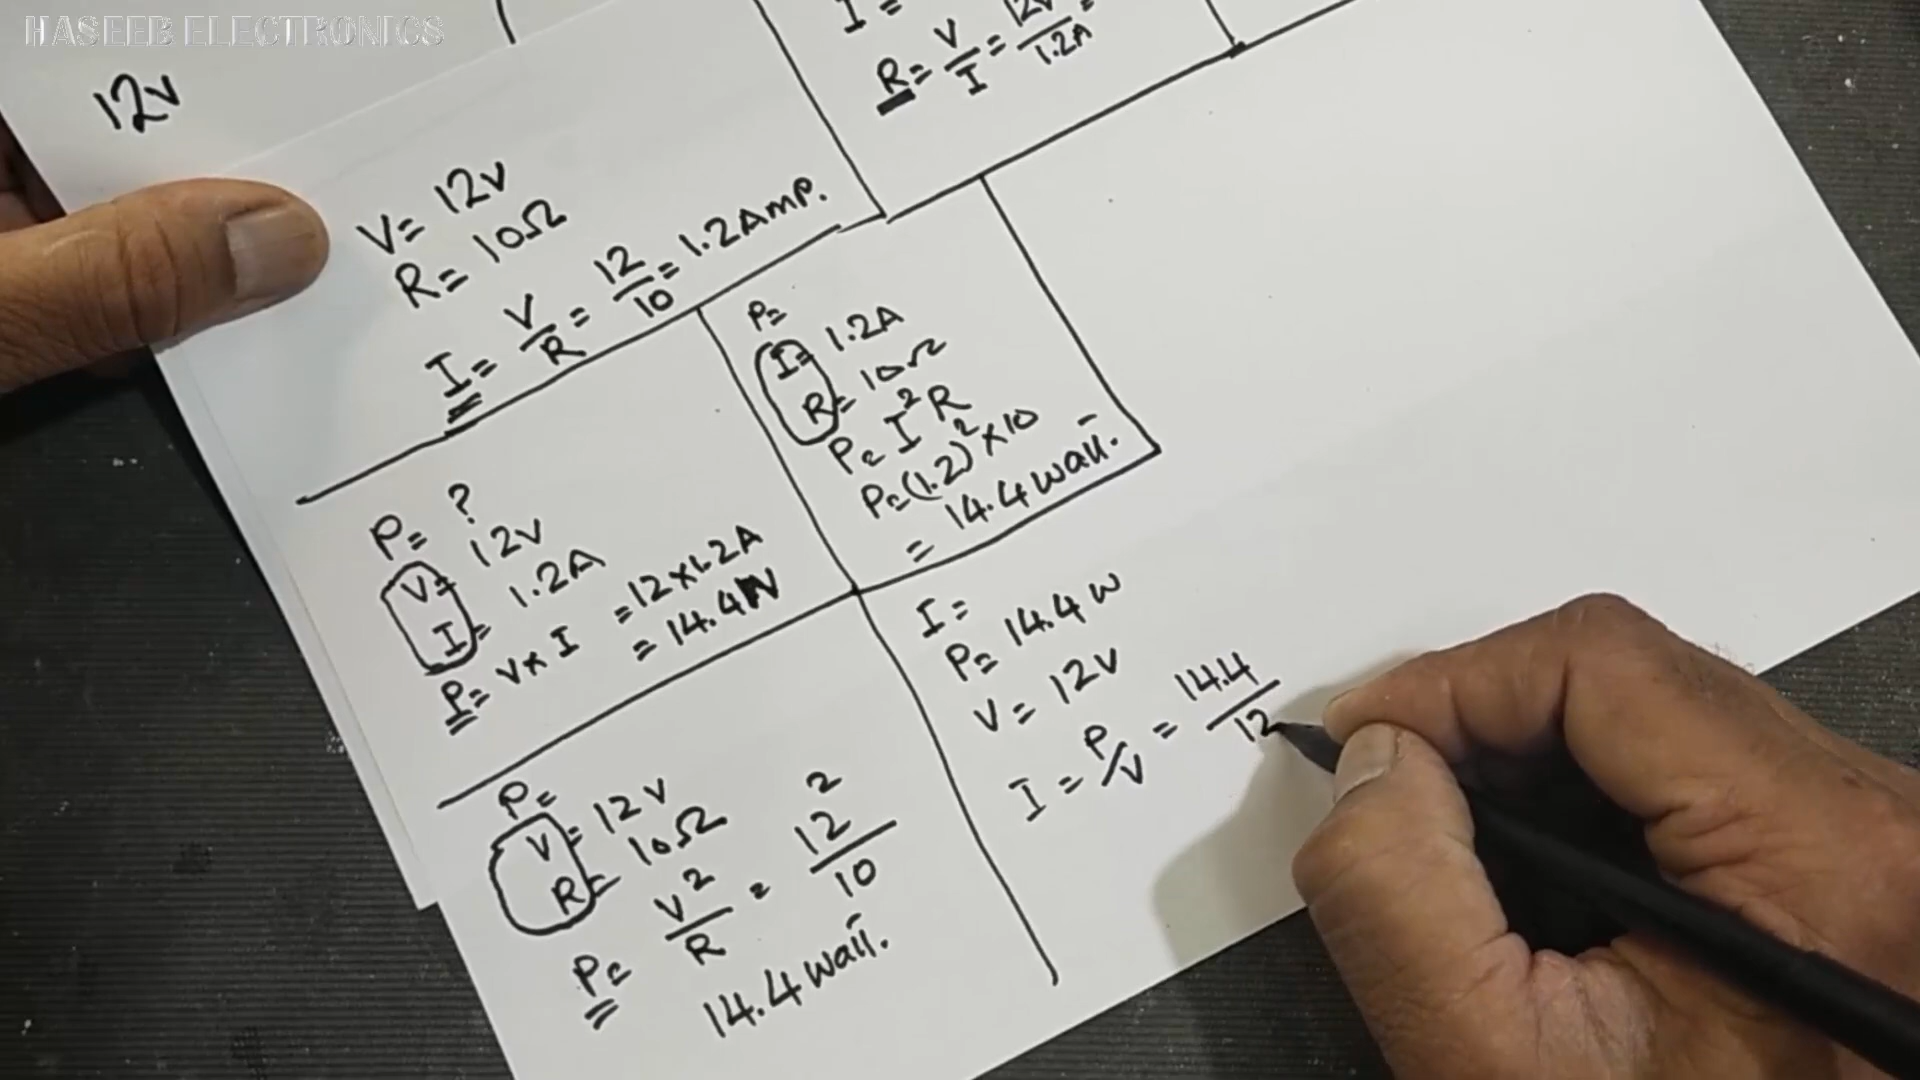 HASEEB ELECTRONICS
12v
I =
R = V/I = 12v/1.2A =
V = 12v
R = 10Ω
I = V/R = 12/10 = 1.2 Amp.
P =
I = 1.2A
R = 10Ω
P = I²R
P = (1.2)² × 10
= 14.4 watt.
P = ?
V = 12v
I = 1.2A
P = V × I = 12 × 1.2A
= 14.4W
P =
V = 12v
R = 10Ω
P = V²/R = 12²/10
14.4 watt.
I =
P = 14.4 w
V = 12v
I = P/V = 14.4/12